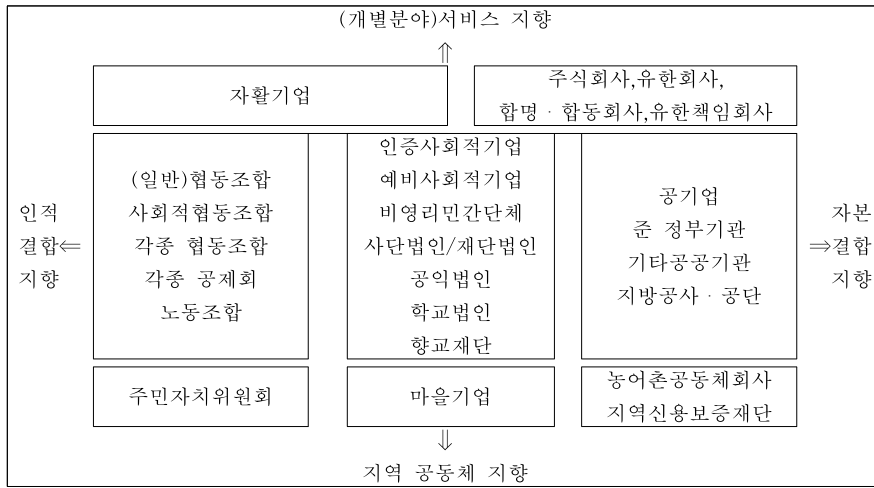 (개별분야)서비스 지향
⇑
자활기업
주식회사,유한회사,
합명 · 합동회사,유한책임회사
인적
결합⇐
지향
(일반)협동조합
사회적협동조합
각종 협동조합
각종 공제회
노동조합
인증사회적기업
예비사회적기업
비영리민간단체
사단법인/재단법인
공익법인
학교법인
향교재단
공기업
준 정부기관
기타공공기관
지방공사 · 공단
자본
⇒결합
지향
주민자치위원회
마을기업
농어촌공동체회사
지역신용보증재단
⇓
지역 공동체 지향